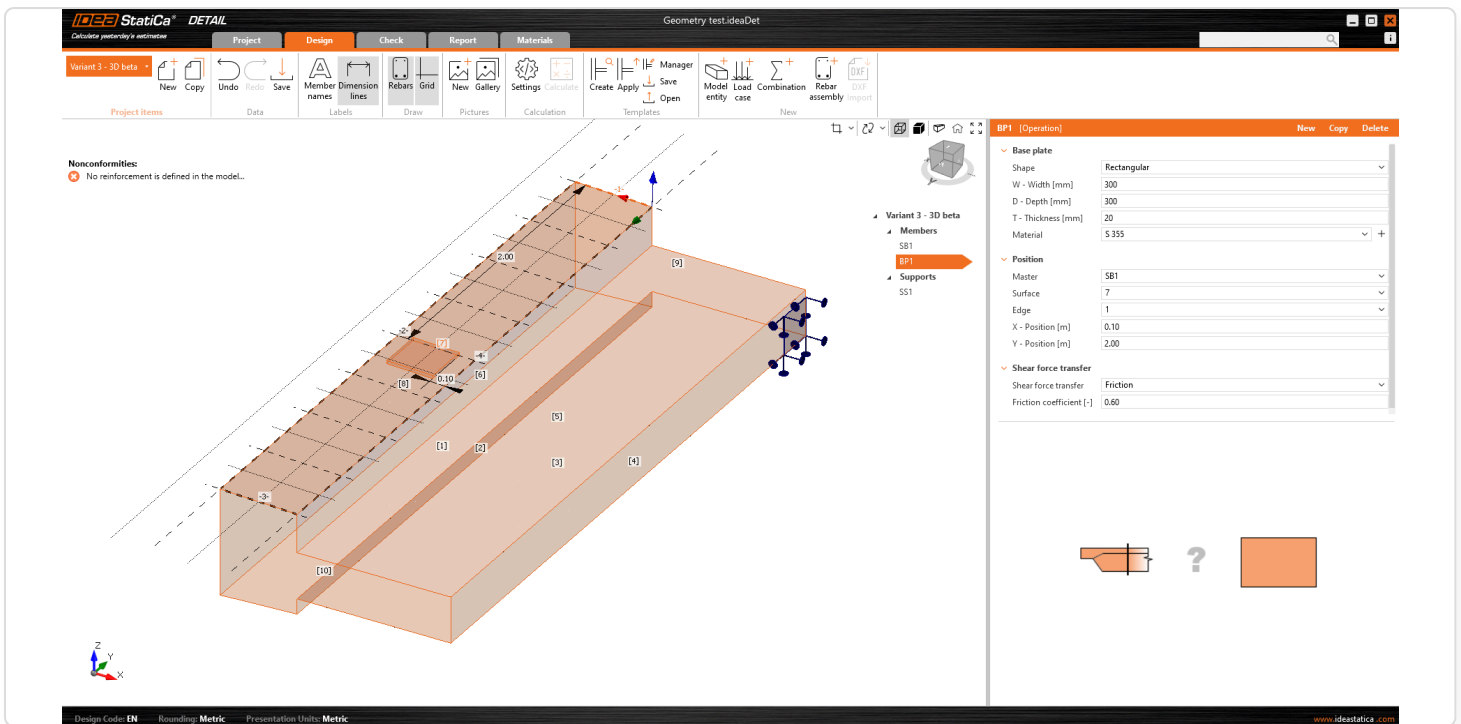 IDEA StatiCa® DETAIL
Calculate yesterday's estimates
Geometry test.ideaDet
Project Design Check Report Materials
Variant 3 - 3D beta
New Copy
Undo Redo Save
Member names Dimension lines
Rebars Grid
New Gallery
Settings Calculate
Create Apply Manager Save Open
Model entity Load case Combination Rebar assembly DXF Import
Project items Data Labels Draw Pictures Calculation Templates New
Nonconformities:
No reinforcement is defined in the model...
-1-
2.00
[9]
-2-
[7]
-4-
[8]
0.10
[6]
[5]
[1]
[2]
[3]
[4]
-3-
[10]
Z
Y
X
Variant 3 - 3D beta
Members
SB1
BP1
Supports
SS1
BP1 [Operation] New Copy Delete
Base plate
Shape Rectangular
W - Width [mm] 300
D - Depth [mm] 300
T - Thickness [mm] 20
Material S 355
Position
Master SB1
Surface 7
Edge 1
X - Position [m] 0.10
Y - Position [m] 2.00
Shear force transfer
Shear force transfer Friction
Friction coefficient [-] 0.60
?
Design Code: EN Rounding: Metric Presentation Units: Metric
www.ideastatica.com